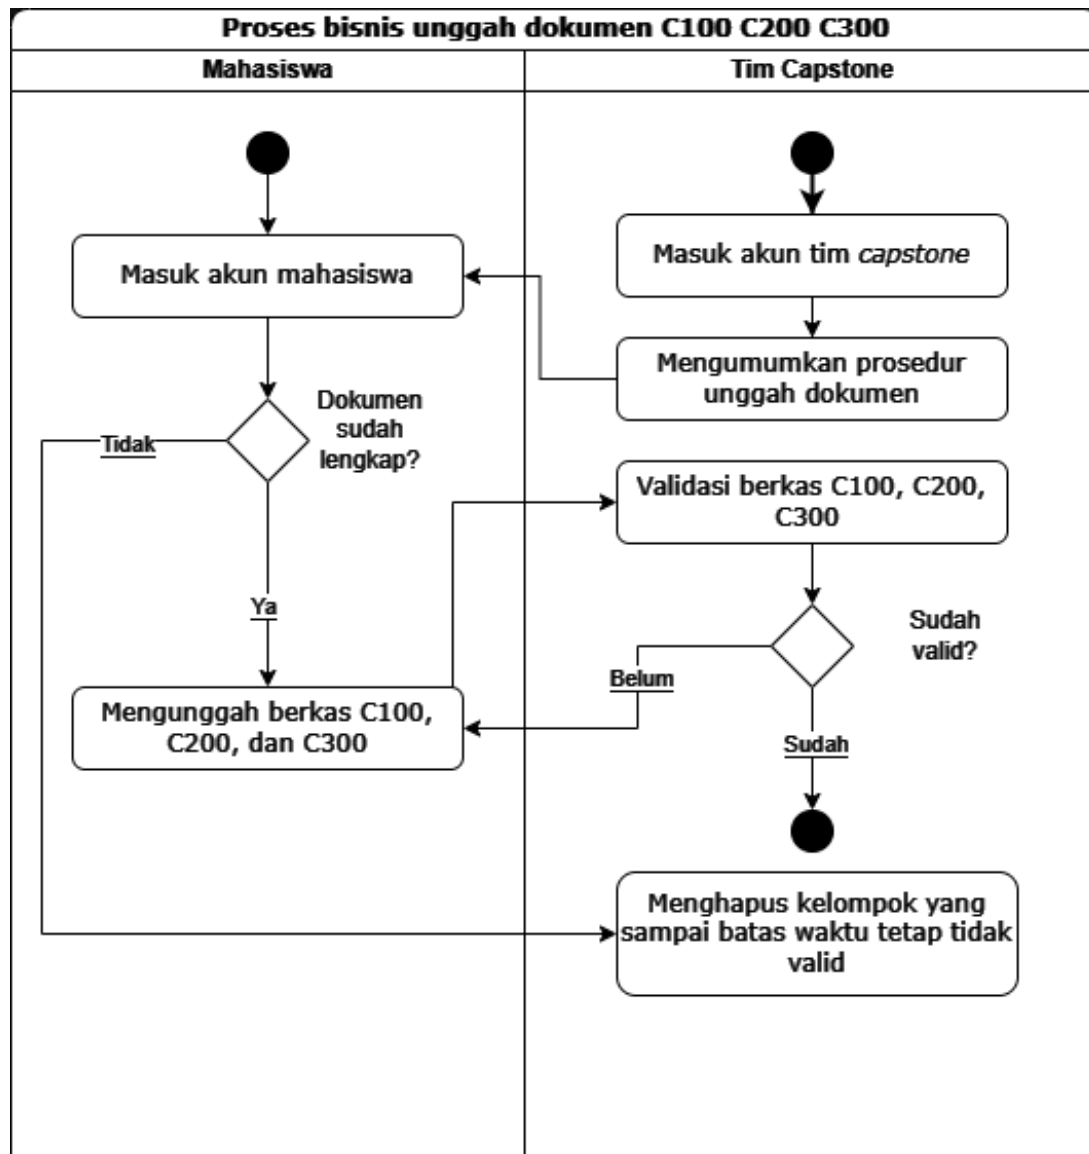 Proses bisnis unggah dokumen C100 C200 C300
Mahasiswa
Tim Capstone
Masuk akun mahasiswa
Masuk akun tim capstone
Mengumumkan prosedur
unggah dokumen
Dokumen
sudah
lengkap?
Tidak
Validasi berkas C100, C200,
C300
Ya
Sudah
valid?
Belum
Mengunggah berkas C100,
C200, dan C300
Sudah
Menghapus kelompok yang
sampai batas waktu tetap tidak
valid